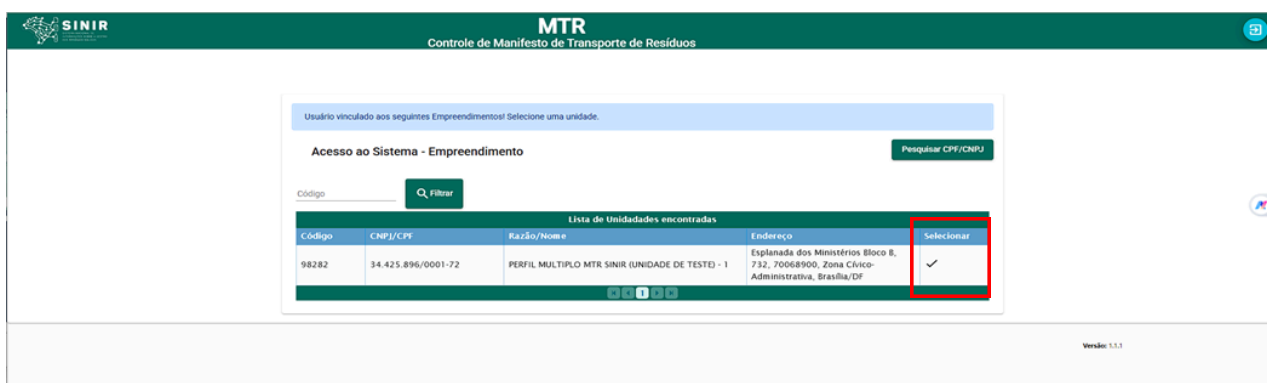 SINIR
MTR
Controle de Manifesto de Transporte de Resíduos
Usuário vinculado aos seguintes Empreendimentos! Selecione uma unidade.
Acesso ao Sistema - Empreendimento
Pesquisar CPF/CNPJ
Código
Filtrar
Lista de Unidadades encontradas
Código CNPJ/CPF Razão/Nome Endereço Selecionar
Esplanada dos Ministérios Bloco B,
98282 34.425.896/0001-72 PERFIL MULTIPLO MTR SINIR (UNIDADE DE TESTE) - 1 732, 70068900, Zona Cívico-
Administrativa, Brasília/DF
1
Versão: 1.1.1